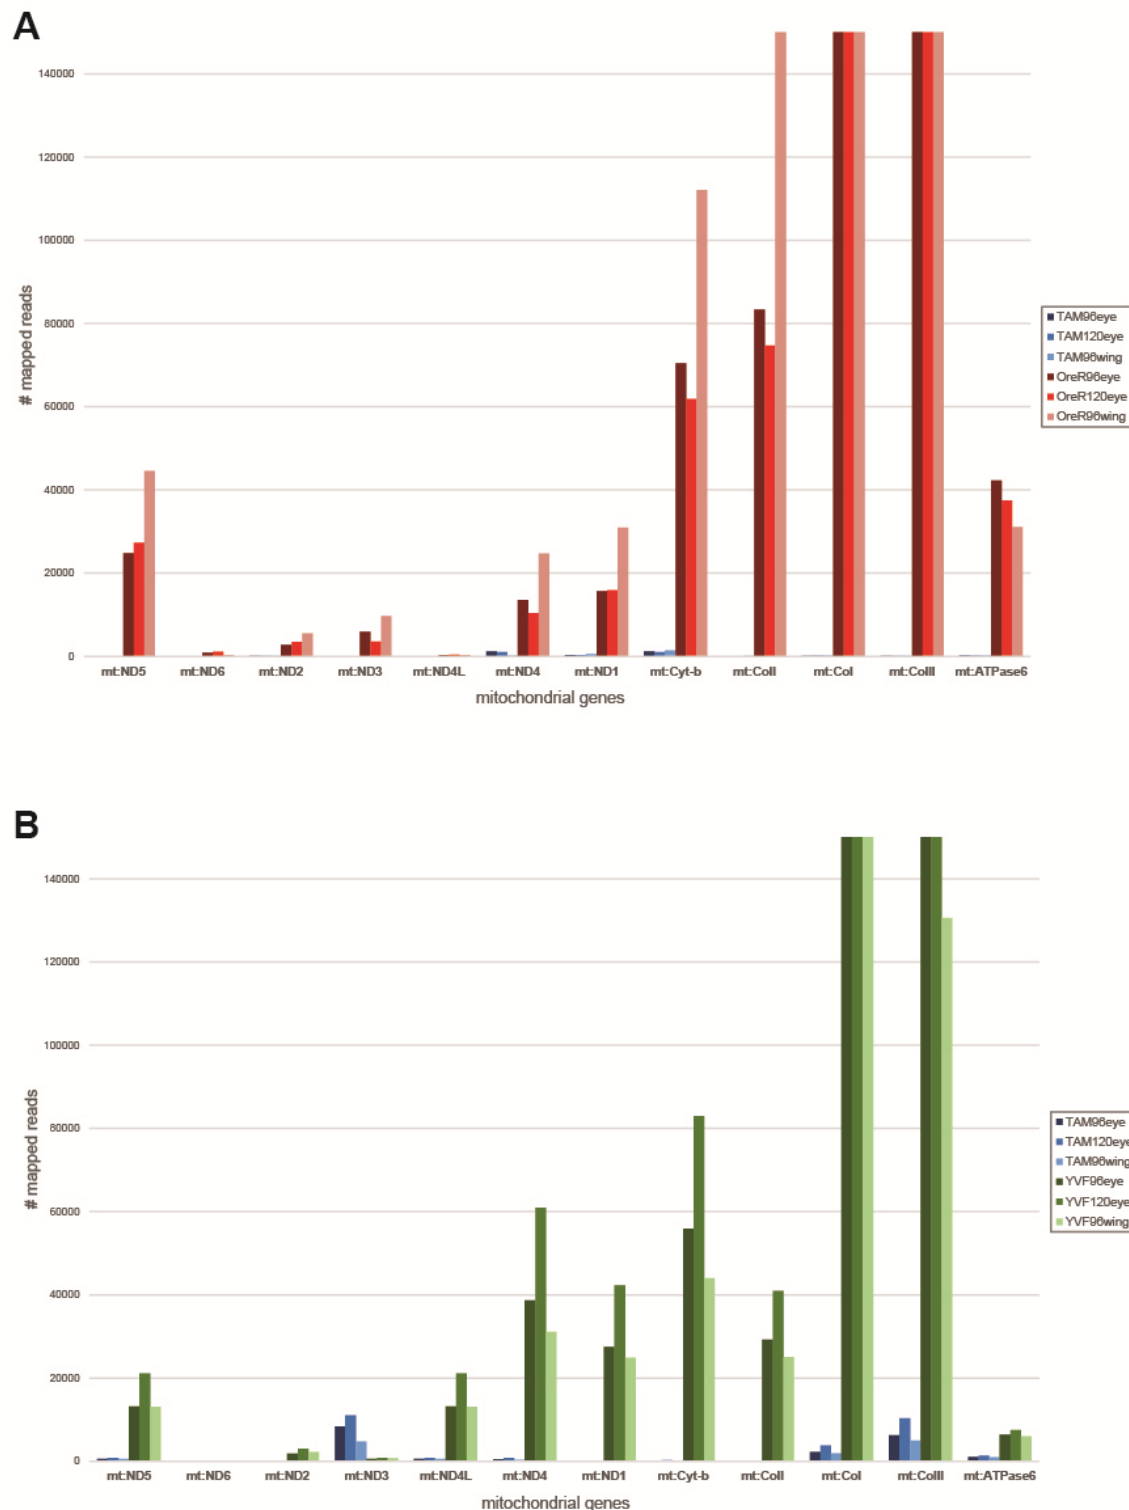 A
140000
120000
100000
80000
60000
40000
20000
0
# mapped reads
mt:ND5 mt:ND6 mt:ND2 mt:ND3 mt:ND4L mt:ND4 mt:ND1 mt:Cyt-b mt:CoII mt:CoI mt:CoIII mt:ATPase6
mitochondrial genes
TAM96eye
TAM120eye
TAM96wing
OreR96eye
OreR120eye
OreR96wing
B
140000
120000
100000
80000
60000
40000
20000
0
# mapped reads
mt:ND5 mt:ND6 mt:ND2 mt:ND3 mt:ND4L mt:ND4 mt:ND1 mt:Cyt-b mt:CoII mt:CoI mt:CoIII mt:ATPase6
mitochondrial genes
TAM96eye
TAM120eye
TAM96wing
YVF96eye
YVF120eye
YVF96wing